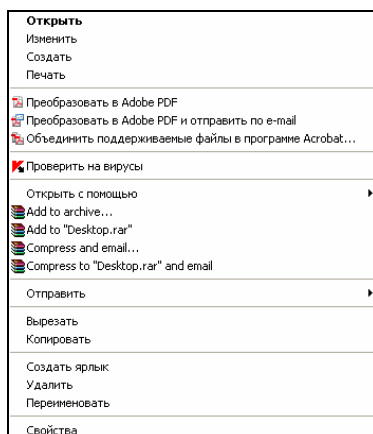 Открыть
Изменить
Создать
Печать
Преобразовать в Adobe PDF
Преобразовать в Adobe PDF и отправить по e-mail
Объединить поддерживаемые файлы в программе Acrobat...
Проверить на вирусы
Открыть с помощью
Add to archive...
Add to "Desktop.rar"
Compress and email...
Compress to "Desktop.rar" and email
Отправить
Вырезать
Копировать
Создать ярлык
Удалить
Переименовать
Свойства